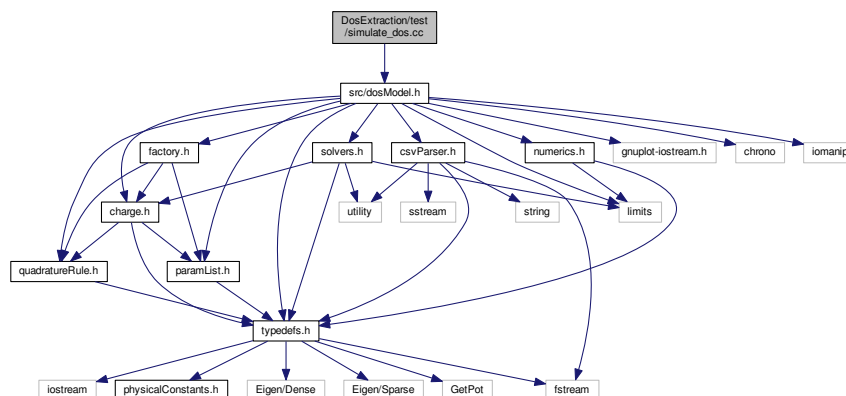 DosExtraction/test
/simulate_dos.cc
src/dosModel.h
factory.h
solvers.h
csvParser.h
numerics.h
gnuplot-iostream.h
chrono
iomanip
charge.h
utility
sstream
string
limits
quadratureRule.h
paramList.h
typedefs.h
iostream
physicalConstants.h
Eigen/Dense
Eigen/Sparse
GetPot
fstream